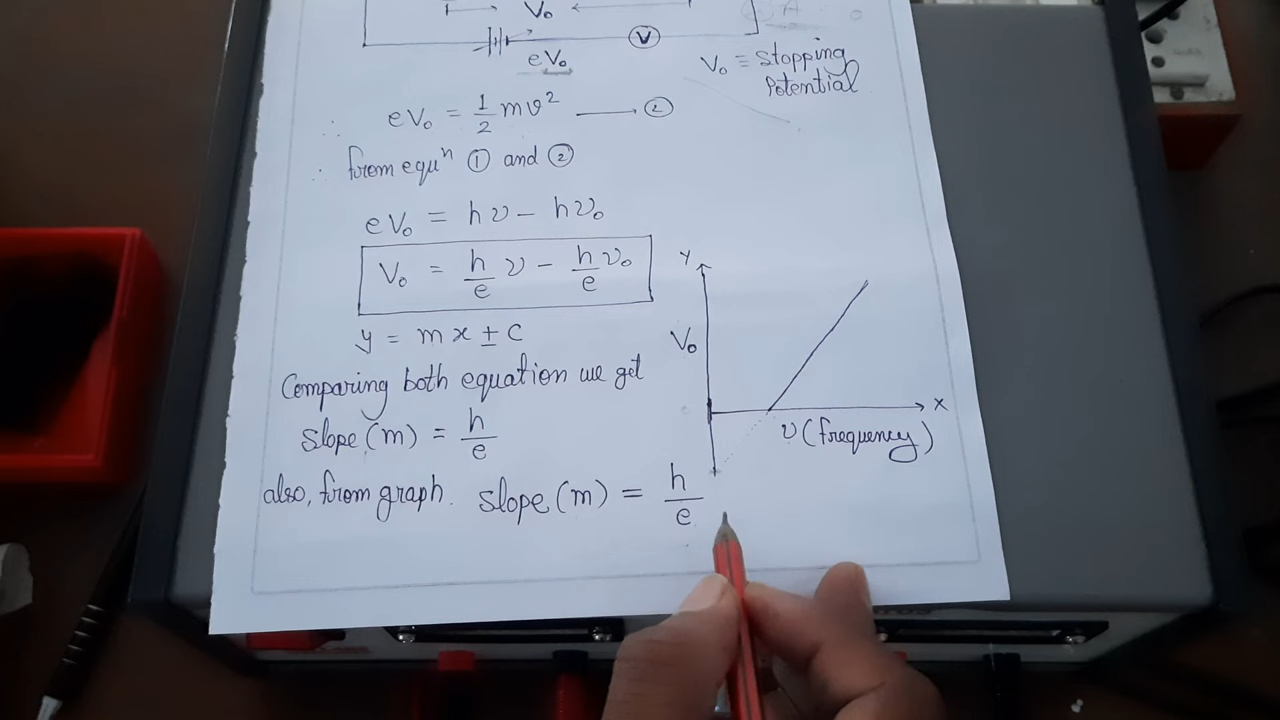 V₀
V
eV₀
V₀ = stopping
potential
∴ eV₀ = 1/2 mv² ⟶ ②
∴ from equⁿ ① and ②
eV₀ = hν − hν₀
V₀ = h/e ν − h/e ν₀
y = mx ± c
Comparing both equation we get
slope (m) = h/e
also, from graph. slope (m) = h/e
Y
V₀
X
ν (frequency)